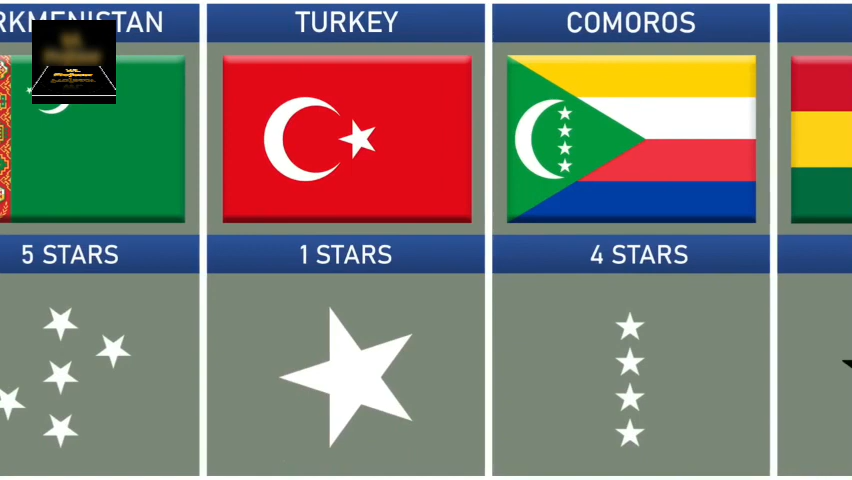 RKMENISTAN
TURKEY
COMOROS
5 STARS
1 STARS
4 STARS